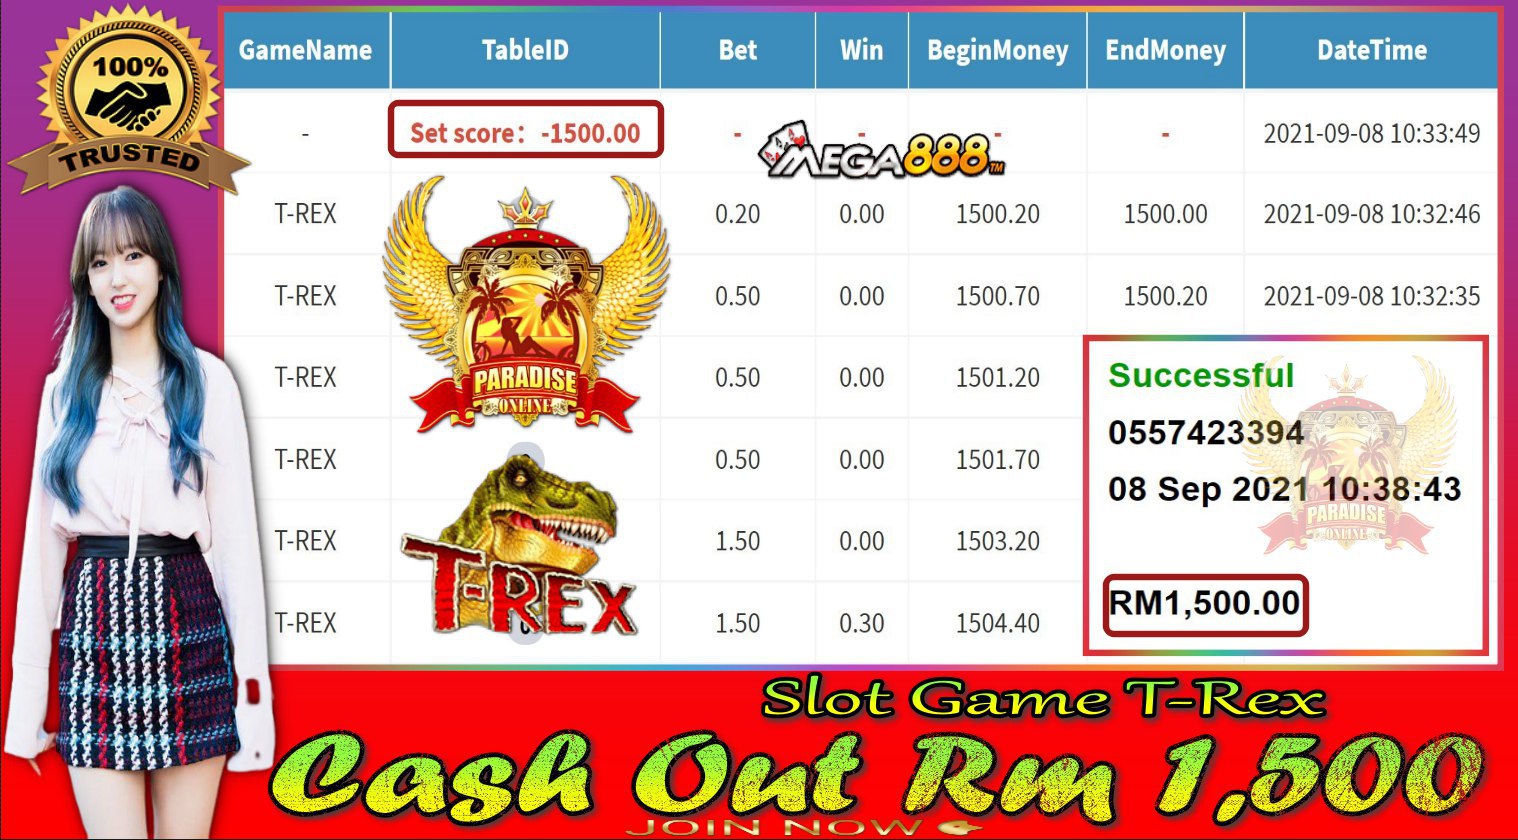 100%
TRUSTED
GameName TableID Bet Win BeginMoney EndMoney DateTime
- Set score： -1500.00 - - - - 2021-09-08 10:33:49
MEGA888 TM
T-REX 0.20 0.00 1500.20 1500.00 2021-09-08 10:32:46
T-REX 0.50 0.00 1500.70 1500.20 2021-09-08 10:32:35
T-REX 0.50 0.00 1501.20
T-REX 0.50 0.00 1501.70
T-REX 1.50 0.00 1503.20
T-REX 1.50 0.30 1504.40
PARADISE
ONLINE
T-REX
0
Successful
0557423394
08 Sep 2021 10:38:43
PARADISE
ONLINE
RM1,500.00
Slot Game T-Rex
Cash Out Rm 1,500
JOIN NOW